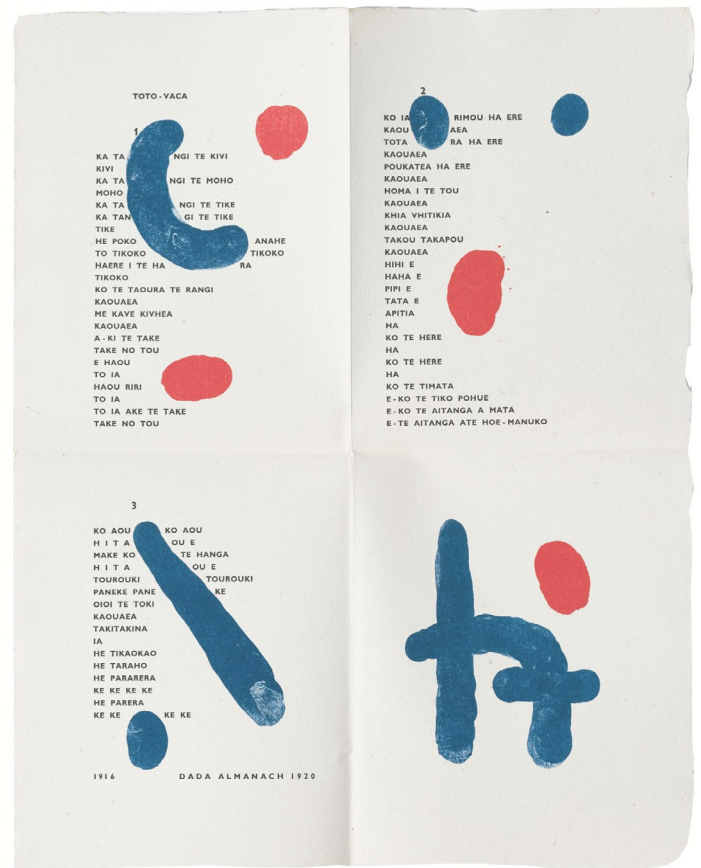 TOTO-VACA
1
KA TA NGI TE KIVI
KIVI
KA TA NGI TE MOHO
MOHO
KA TA NGI TE TIKE
KA TAN GI TE TIKE
TIKE
HE POKO ANAHE
TO TIKOKO TIKOKO
HAERE I TE HA RA
TIKOKO
KO TE TAOURA TE RANGI
KAOUAEA
ME KAVE KIVHEA
KAOUAEA
A-KI TE TAKE
TAKE NO TOU
E HAOU
TO IA
HAOU RIRI
TO IA
TO IA AKE TE TAKE
TAKE NO TOU
2
KO IA RIMOU HA ERE
KAOU AEA
TOTA RA HA ERE
KAOUAEA
POUKATEA HA ERE
KAOUAEA
HOMA I TE TOU
KAOUAEA
KHIA VHITIKIA
KAOUAEA
TAKOU TAKAPOU
KAOUAEA
HIHI E
HAHA E
PIPI E
TATA E
APITIA
HA
KO TE HERE
HA
KO TE HERE
HA
KO TE TIMATA
E-KO TE TIKO POHUE
E-KO TE AITANGA A MATA
E-TE AITANGA ATE HOE-MANUKO
3
KO AOU KO AOU
HITA OU E
MAKE KO TE HANGA
HITA OU E
TOUROUKI TOUROUKI
PANEKE PANE KE
OIOI TE TOKI
KAOUAEA
TAKITAKINA
IA
HE TIKAOKAO
HE TARAHO
HE PARARERA
KE KE KE KE
HE PARERA
KE KE KE KE
1916 DADA ALMANACH 1920